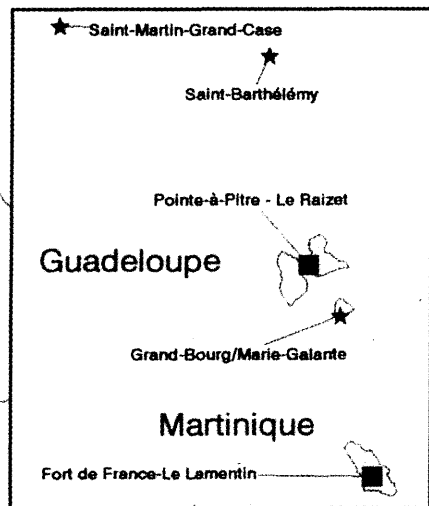 Saint-Martin-Grand-Case
Saint-Barthélémy
Pointe-à-Pitre - Le Raizet
Guadeloupe
Grand-Bourg/Marie-Galante
Martinique
Fort de France-Le Lamentin